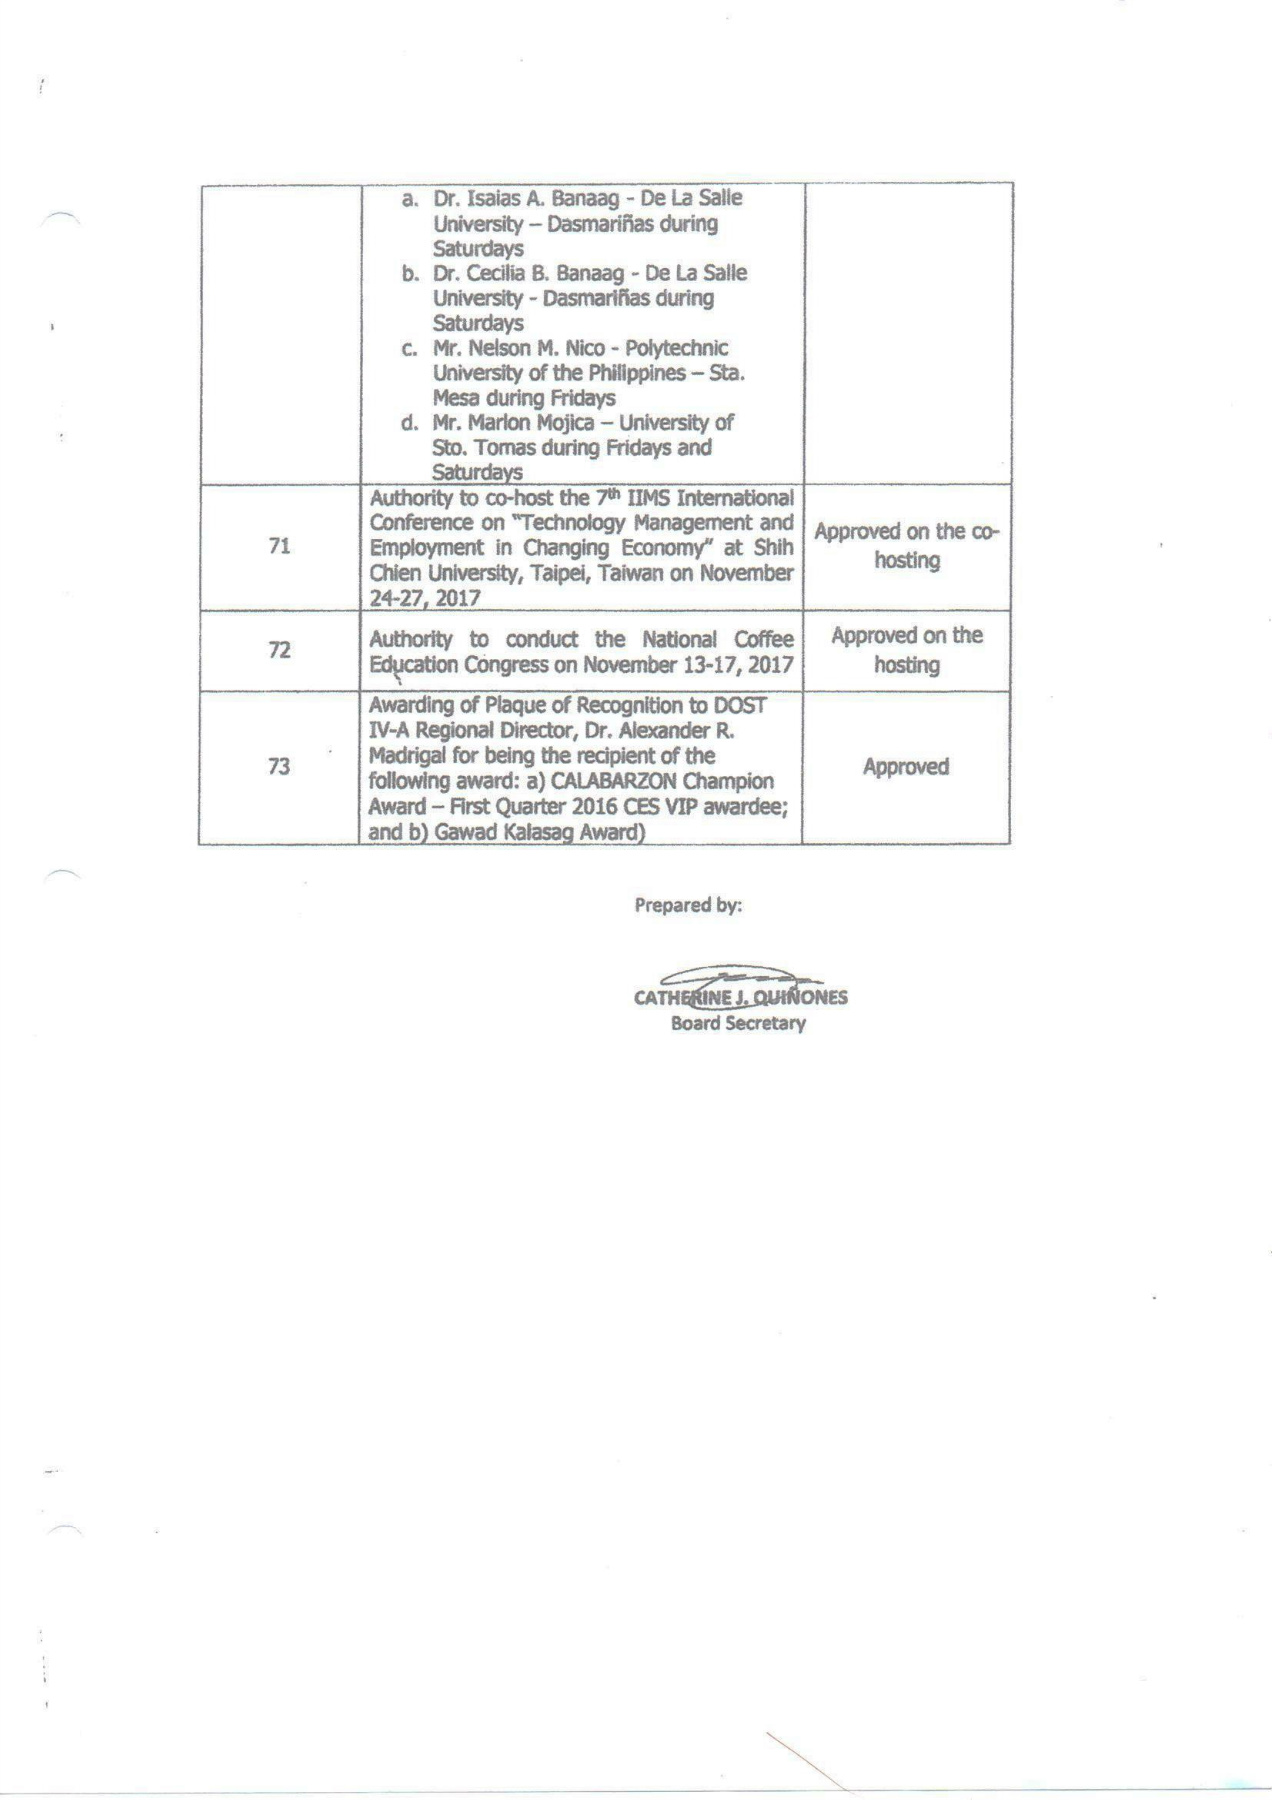 a. Dr. Isaias A. Banaag - De La Salle
University – Dasmariñas during
Saturdays
b. Dr. Cecilia B. Banaag - De La Salle
University - Dasmariñas during
Saturdays
c. Mr. Nelson M. Nico - Polytechnic
University of the Philippines – Sta.
Mesa during Fridays
d. Mr. Marlon Mojica – University of
Sto. Tomas during Fridays and
Saturdays
71
Authority to co-host the 7th IIMS International
Conference on "Technology Management and
Employment in Changing Economy" at Shih
Chien University, Taipei, Taiwan on November
24-27, 2017
Approved on the co-
hosting
72
Authority to conduct the National Coffee
Education Congress on November 13-17, 2017
Approved on the
hosting
73
Awarding of Plaque of Recognition to DOST
IV-A Regional Director, Dr. Alexander R.
Madrigal for being the recipient of the
following award: a) CALABARZON Champion
Award – First Quarter 2016 CES VIP awardee;
and b) Gawad Kalasag Award)
Approved
Prepared by:
CATHERINE J. QUIÑONES
Board Secretary